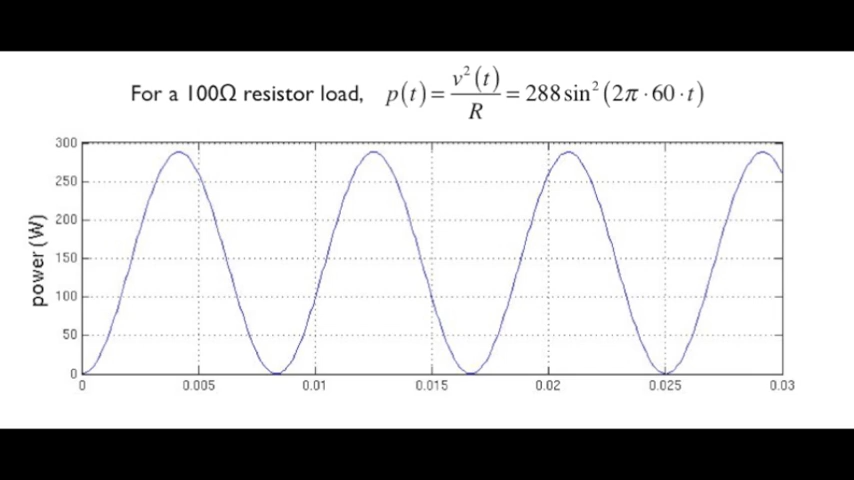 For a 100Ω resistor load, p(t) = v²(t)/R = 288 sin² (2π · 60 · t)
300
250
200
150
100
50
0
power (W)
0 0.005 0.01 0.015 0.02 0.025 0.03